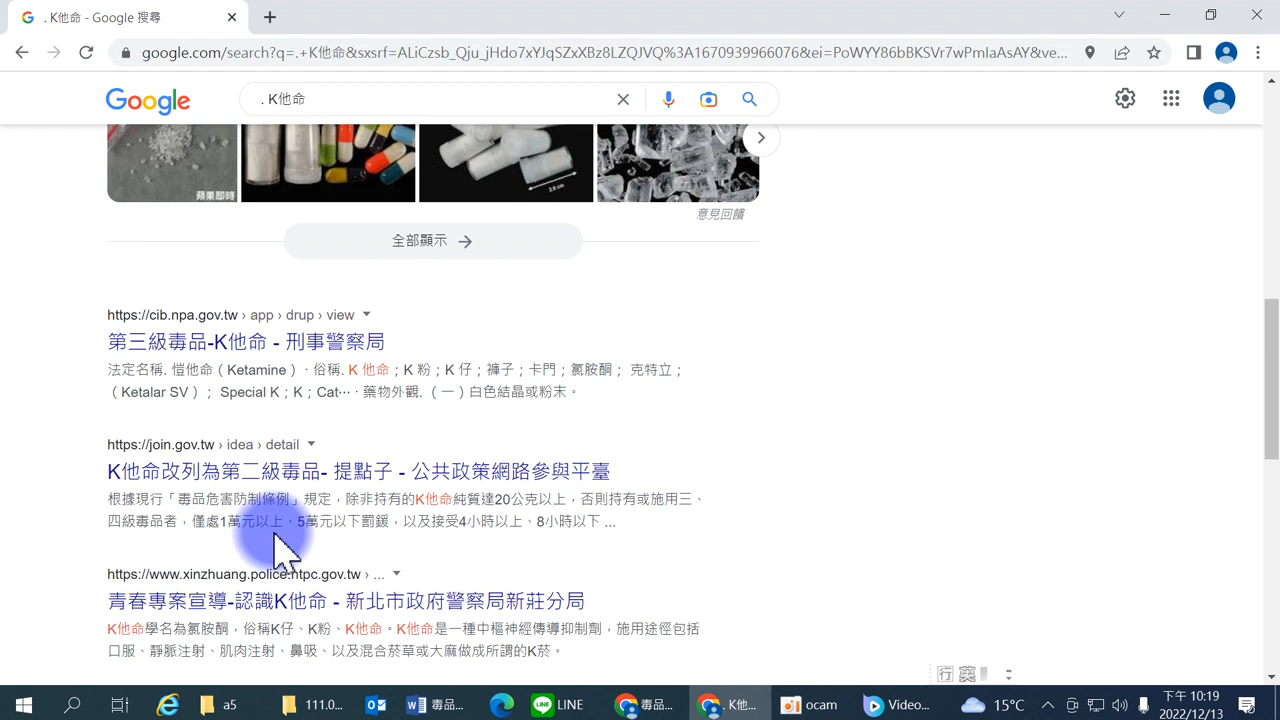 . K他命 - Google 搜尋
google.com/search?q=.+K他命&sxsrf=ALiCzsb_Qju_jHdo7xYJqSZxXBz8LZQJVQ%3A1670939966076&ei=PoWYY86bBKSVr7wPmIaAsAY&ve...
Google
. K他命
蘋果即時
2.8 cm
意見回饋
全部顯示
https://cib.npa.gov.tw › app › drup › view
第三級毒品-K他命 - 刑事警察局
法定名稱. 愷他命（Ketamine）· 俗稱. K 他命；K 粉；K 仔；褲子；卡門；氯胺酮； 克特立；
（Ketalar SV）； Special K；K；Cat··· · 藥物外觀. （一）白色結晶或粉末。
https://join.gov.tw › idea › detail
K他命改列為第二級毒品- 提點子 - 公共政策網路參與平臺
根據現行「毒品危害防制條例」規定，除非持有的K他命純質達20公克以上，否則持有或施用三、
四級毒品者，僅處1萬元以上、5萬元以下罰鍰，以及接受4小時以上、8小時以下 ...
https://www.xinzhuang.police.ntpc.gov.tw › ...
青春專案宣導-認識K他命 - 新北市政府警察局新莊分局
K他命學名為氯胺酮，俗稱K仔、K粉、K他命。K他命是一種中樞神經傳導抑制劑，施用途徑包括
口服、靜脈注射、肌肉注射、鼻吸、以及混合菸草或大麻做成所謂的K菸。
行
a5
111.0...
毒品...
LINE
毒品...
K他...
ocam
Video...
15°C
下午 10:19
2022/12/13